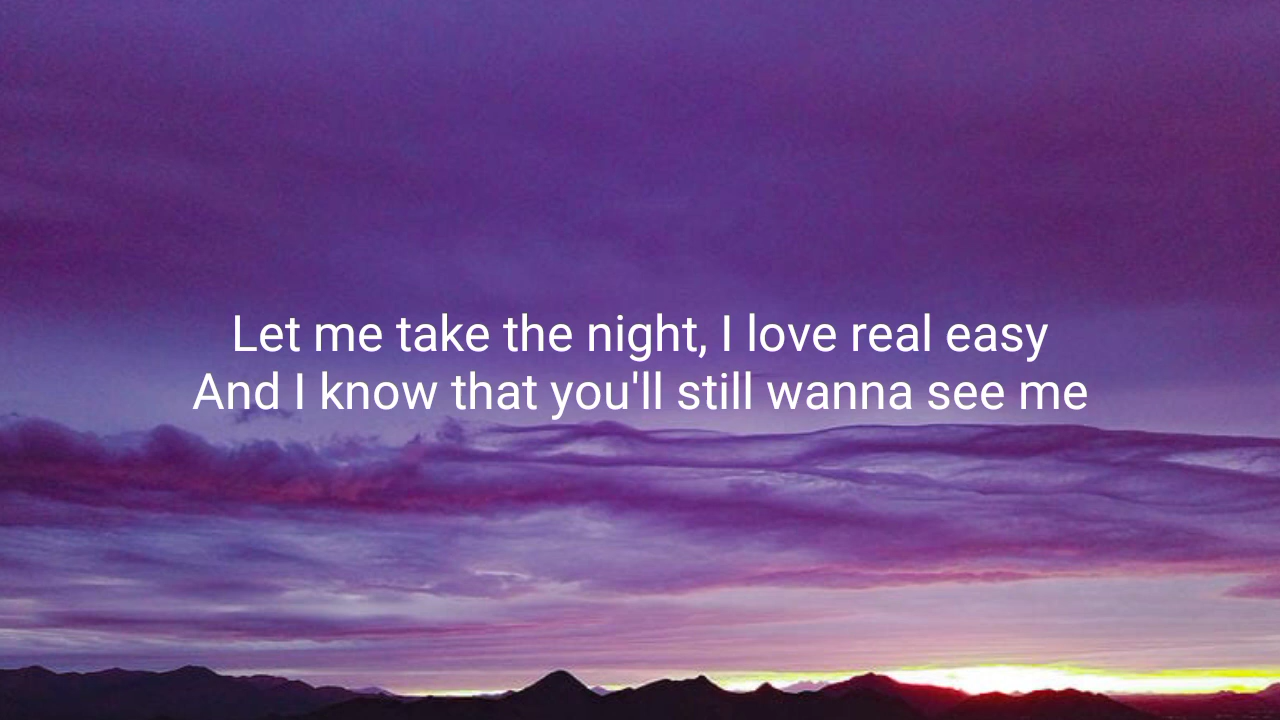 Let me take the night, I love real easy
And I know that you'll still wanna see me